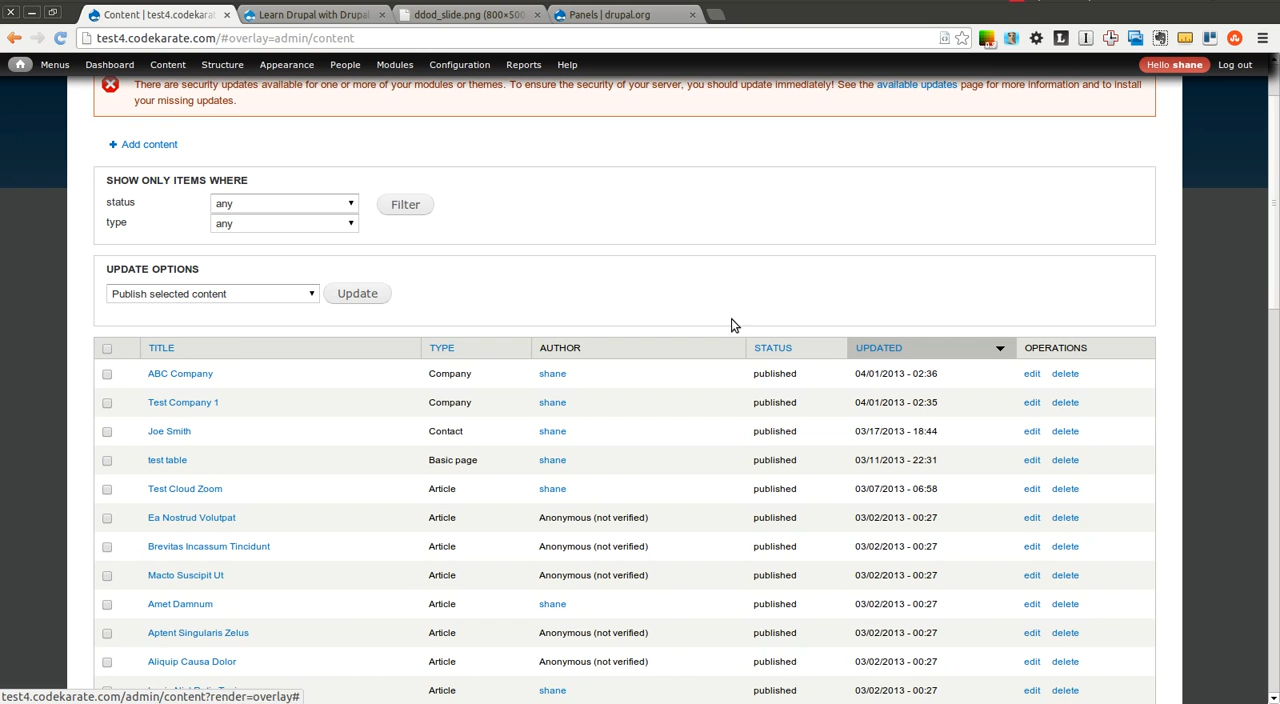 Content | test4.codekarat
Learn Drupal with Drupal
ddod_slide.png (800×500
Panels | drupal.org
test4.codekarate.com/#overlay=admin/content
Menus Dashboard Content Structure Appearance People Modules Configuration Reports Help Hello shane Log out
There are security updates available for one or more of your modules or themes. To ensure the security of your server, you should update immediately! See the available updates page for more information and to install
your missing updates.
Add content
SHOW ONLY ITEMS WHERE
status any Filter
type any
UPDATE OPTIONS
Publish selected content Update
TITLE TYPE AUTHOR STATUS UPDATED OPERATIONS
ABC Company Company shane published 04/01/2013 - 02:36 edit delete
Test Company 1 Company shane published 04/01/2013 - 02:35 edit delete
Joe Smith Contact shane published 03/17/2013 - 18:44 edit delete
test table Basic page shane published 03/11/2013 - 22:31 edit delete
Test Cloud Zoom Article shane published 03/07/2013 - 06:58 edit delete
Ea Nostrud Volutpat Article Anonymous (not verified) published 03/02/2013 - 00:27 edit delete
Brevitas Incassum Tincidunt Article Anonymous (not verified) published 03/02/2013 - 00:27 edit delete
Macto Suscipit Ut Article Anonymous (not verified) published 03/02/2013 - 00:27 edit delete
Amet Damnum Article shane published 03/02/2013 - 00:27 edit delete
Aptent Singularis Zelus Article Anonymous (not verified) published 03/02/2013 - 00:27 edit delete
Aliquip Causa Dolor Article Anonymous (not verified) published 03/02/2013 - 00:27 edit delete
Article shane published 03/02/2013 - 00:27 edit delete
test4.codekarate.com/admin/content?render=overlay#